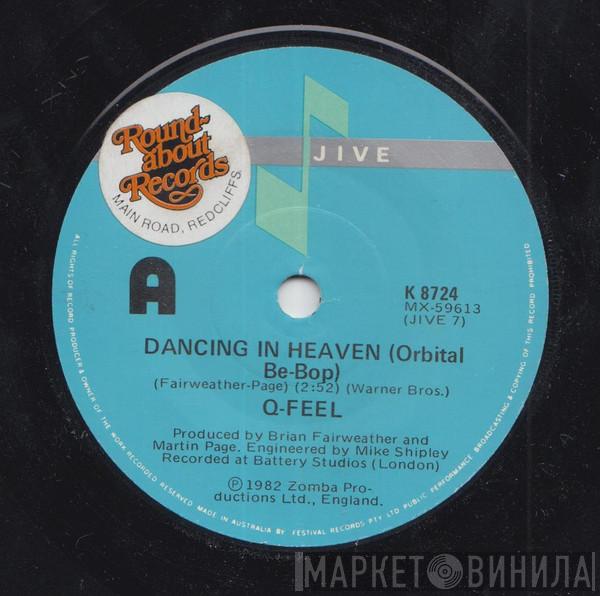 Round-
about
Records
MAIN ROAD, REDCLIFFS.
JIVE
A
K 8724
MX-59613
(JIVE 7)
DANCING IN HEAVEN (Orbital
Be-Bop)
(Fairweather-Page) (2:52) (Warner Bros.)
Q-FEEL
Produced by Brian Fairweather and
Martin Page. Engineered by Mike Shipley
Recorded at Battery Studios (London)
℗ 1982 Zomba Pro-
ductions Ltd., England.
ALL RIGHTS OF RECORD PRODUCER & OWNER OF THE WORK RECORDED RESERVED MADE IN AUSTRALIA BY FESTIVAL RECORDS PTY LTD PUBLIC PERFORMANCE BROADCASTING & COPYING OF THIS RECORD PROHIBITED
МАРКЕТ ВИНИЛА